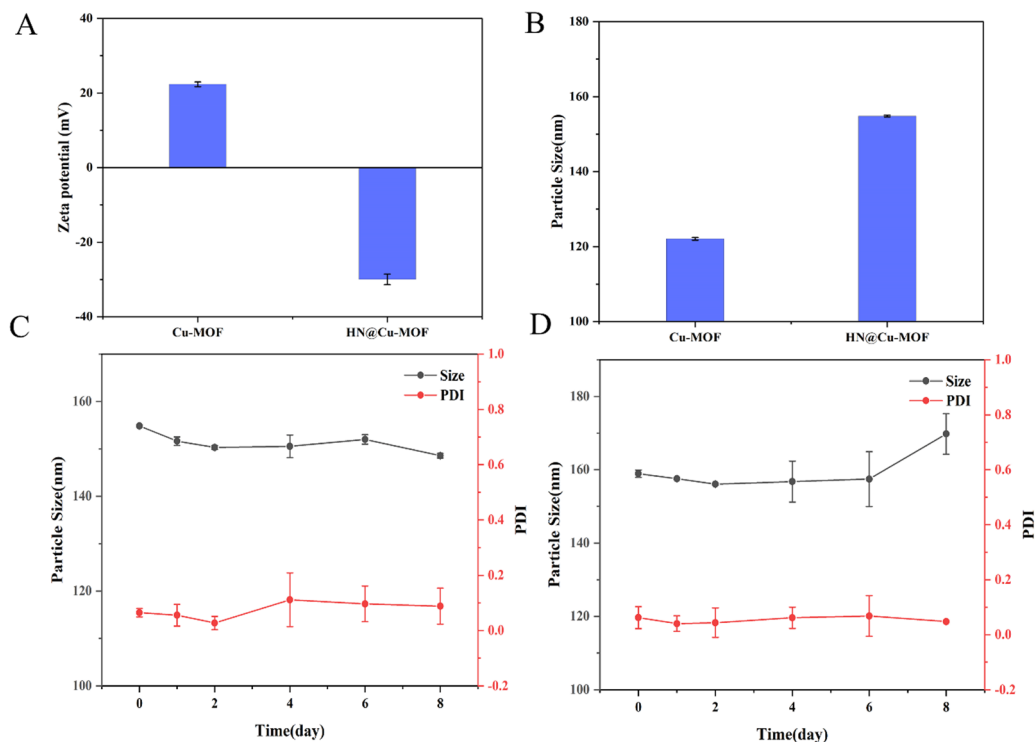 A
Zeta potential (mV)
40
20
0
-20
-40
Cu-MOF
HN@Cu-MOF
B
Particle Size(nm)
180
160
140
120
100
Cu-MOF
HN@Cu-MOF
C
Particle Size(nm)
160
140
120
100
Size
PDI
1.0
0.8
0.6
0.4
0.2
0.0
-0.2
PDI
0
2
4
6
8
Time(day)
D
Particle Size(nm)
180
160
140
120
100
Size
PDI
1.0
0.8
0.6
0.4
0.2
0.0
-0.2
PDI
0
2
4
6
8
Time(day)